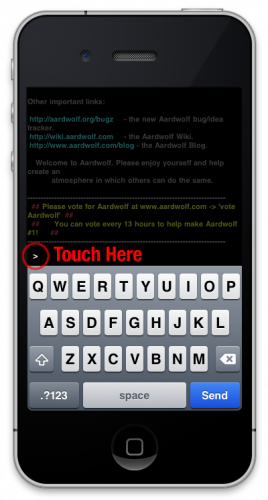 Other important links:
http://aardwolf.org/bugz - the new Aardwolf bug/idea
tracker.
http://wiki.aardwolf.com - the Aardwolf Wiki.
http://www.aardwolf.com/blog - the Aardwolf Blog.
Welcome to Aardwolf. Please enjoy yourself and help
create an
atmosphere in which others can do the same.
## Please vote for Aardwolf at www.aardwolf.com -> 'vote
Aardwolf' ##
## You can vote every 13 hours to help make Aardwolf
#1! ##
> Touch Here
Q W E R T Y U I O P
A S D F G H J K L
Z X C V B N M
.?123 space Send